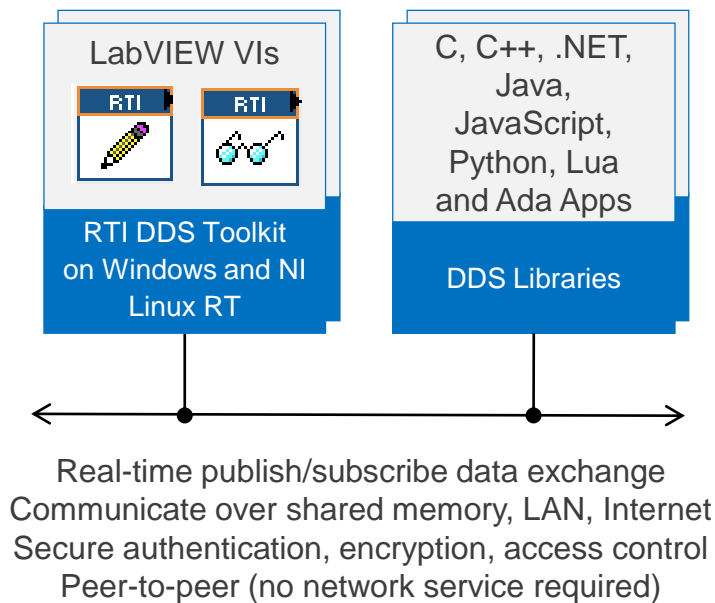 LabVIEW VIs
RTI
RTI
RTI DDS Toolkit
on Windows and NI
Linux RT
C, C++, .NET,
Java,
JavaScript,
Python, Lua
and Ada Apps
DDS Libraries
Real-time publish/subscribe data exchange
Communicate over shared memory, LAN, Internet
Secure authentication, encryption, access control
Peer-to-peer (no network service required)